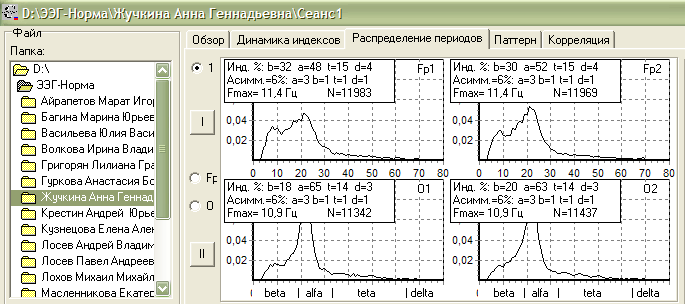 D:\ЭЭГ-Норма\Жучкина Анна Геннадьевна\Сеанс1
Файл
Папка:
D:\
ЭЭГ-Норма
Айрапетов Марат Игор
Багина Марина Юрьев
Васильева Юлия Васи
Волкова Ирина Влади
Григорян Лилиана Гра
Гуркова Анастасия Бо
Жучкина Анна Геннад
Крестин Андрей Юрье
Кузнецова Елена Але
Лосев Андрей Владим
Лосев Павел Андреев
Лохов Михаил Михайл
Масленникова Екатер
Обзор
Динамика индексов
Распределение периодов
Паттерн
Корреляция
1
I
Fp
O
II
Инд. %: b=32 a=48 t=15 d=4
Асимм.=6%: a=3 b=1 t=1 d=1
Fmax= 11,4 Гц N=11983
Fp1
0,04
0,02
0 10 20 30 40 50 60 70 80
Инд. %: b=30 a=52 t=15 d=4
Асимм.=6%: a=3 b=1 t=1 d=1
Fmax= 11,4 Гц N=11969
Fp2
0,04
0,02
0 10 20 30 40 50 60 70 80
Инд. %: b=18 a=65 t=14 d=3
Асимм.=6%: a=3 b=1 t=1 d=1
Fmax= 10,9 Гц N=11342
O1
0,04
0,02
beta alfa teta delta
Инд. %: b=20 a=63 t=14 d=3
Асимм.=6%: a=3 b=1 t=1 d=1
Fmax= 10,9 Гц N=11437
O2
0,04
0,02
beta alfa teta delta